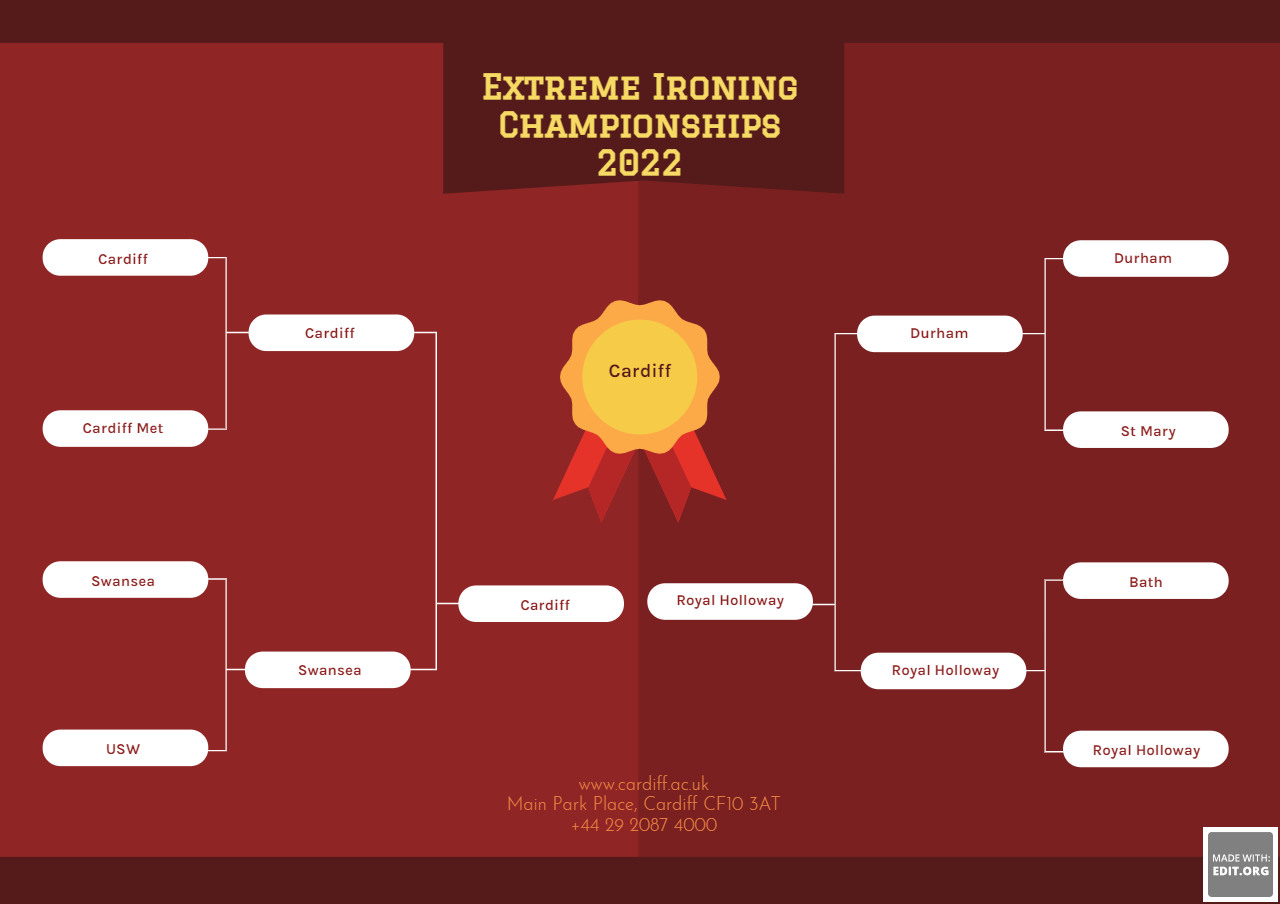 Extreme Ironing
Championships
2022
Cardiff
Durham
Cardiff
Durham
Cardiff
Cardiff Met
St Mary
Swansea
Bath
Cardiff
Royal Holloway
Swansea
Royal Holloway
USW
Royal Holloway
www.cardiff.ac.uk
Main Park Place, Cardiff CF10 3AT
+44 29 2087 4000
MADE WITH:
EDIT.ORG